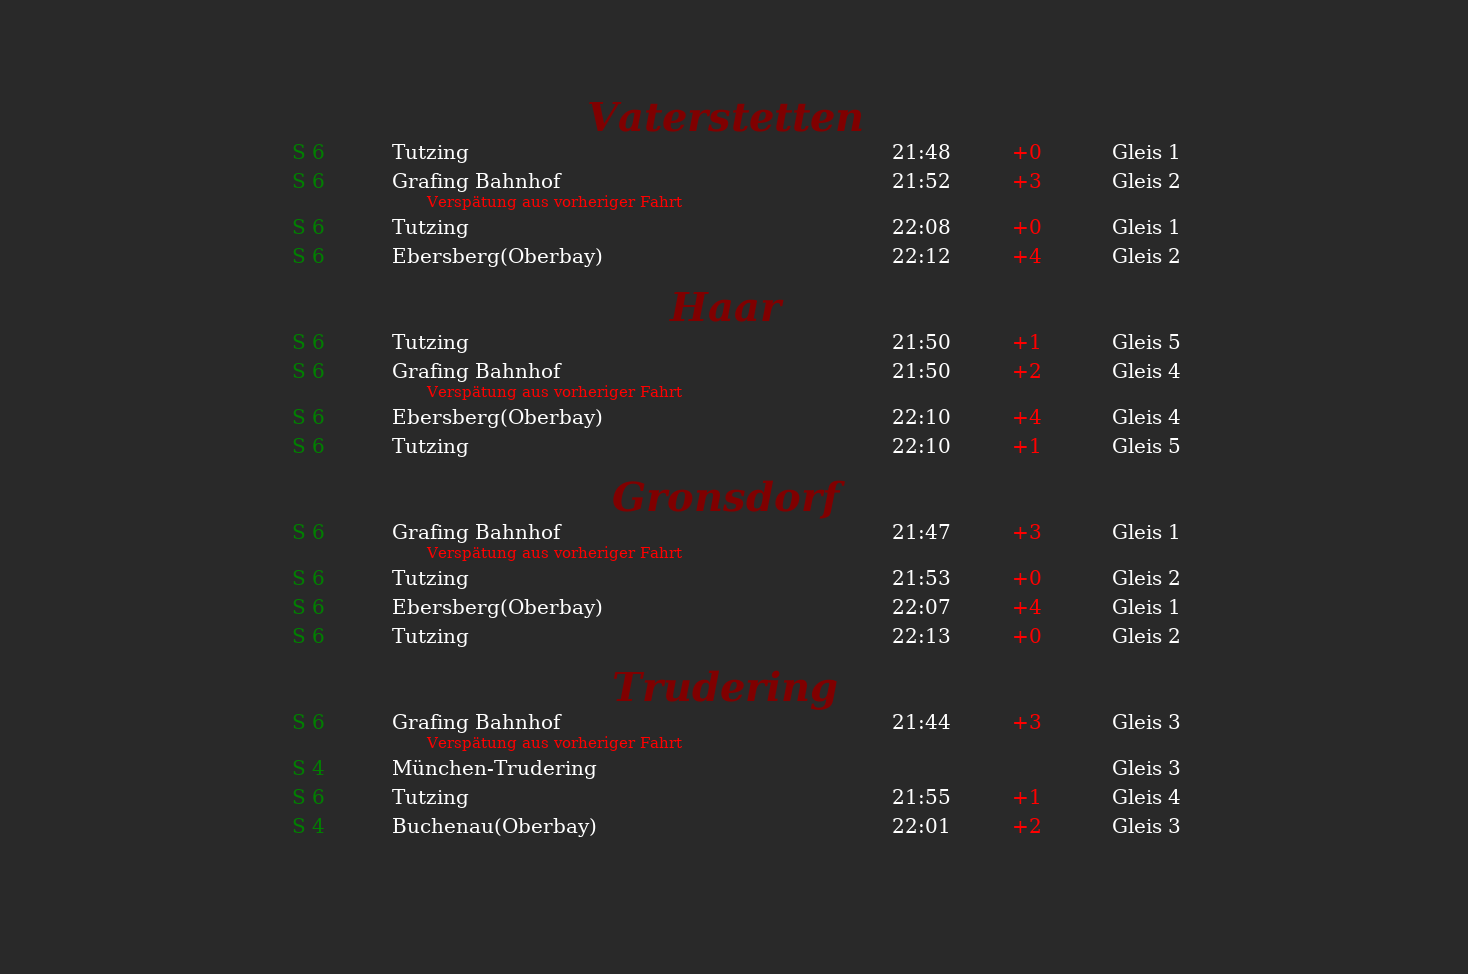 Vaterstetten
S 6 Tutzing 21:48 +0 Gleis 1
S 6 Grafing Bahnhof 21:52 +3 Gleis 2
Verspätung aus vorheriger Fahrt
S 6 Tutzing 22:08 +0 Gleis 1
S 6 Ebersberg(Oberbay) 22:12 +4 Gleis 2
Haar
S 6 Tutzing 21:50 +1 Gleis 5
S 6 Grafing Bahnhof 21:50 +2 Gleis 4
Verspätung aus vorheriger Fahrt
S 6 Ebersberg(Oberbay) 22:10 +4 Gleis 4
S 6 Tutzing 22:10 +1 Gleis 5
Gronsdorf
S 6 Grafing Bahnhof 21:47 +3 Gleis 1
Verspätung aus vorheriger Fahrt
S 6 Tutzing 21:53 +0 Gleis 2
S 6 Ebersberg(Oberbay) 22:07 +4 Gleis 1
S 6 Tutzing 22:13 +0 Gleis 2
Trudering
S 6 Grafing Bahnhof 21:44 +3 Gleis 3
Verspätung aus vorheriger Fahrt
S 4 München-Trudering Gleis 3
S 6 Tutzing 21:55 +1 Gleis 4
S 4 Buchenau(Oberbay) 22:01 +2 Gleis 3